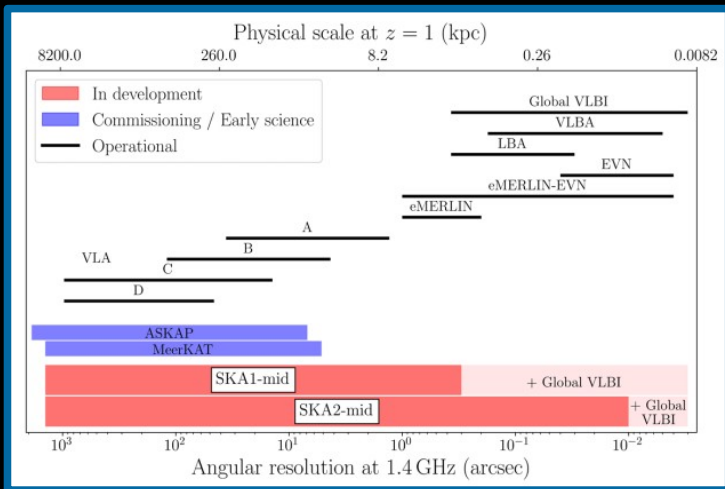 Physical scale at z = 1 (kpc)
8200.0 260.0 8.2 0.26 0.0082
In development
Commissioning / Early science
Operational
Global VLBI
VLBA
LBA
EVN
eMERLIN-EVN
eMERLIN
A
B
VLA
C
D
ASKAP
MeerKAT
SKA1-mid
+ Global VLBI
SKA2-mid
+ Global
VLBI
10³ 10² 10¹ 10⁰ 10⁻¹ 10⁻²
Angular resolution at 1.4 GHz (arcsec)